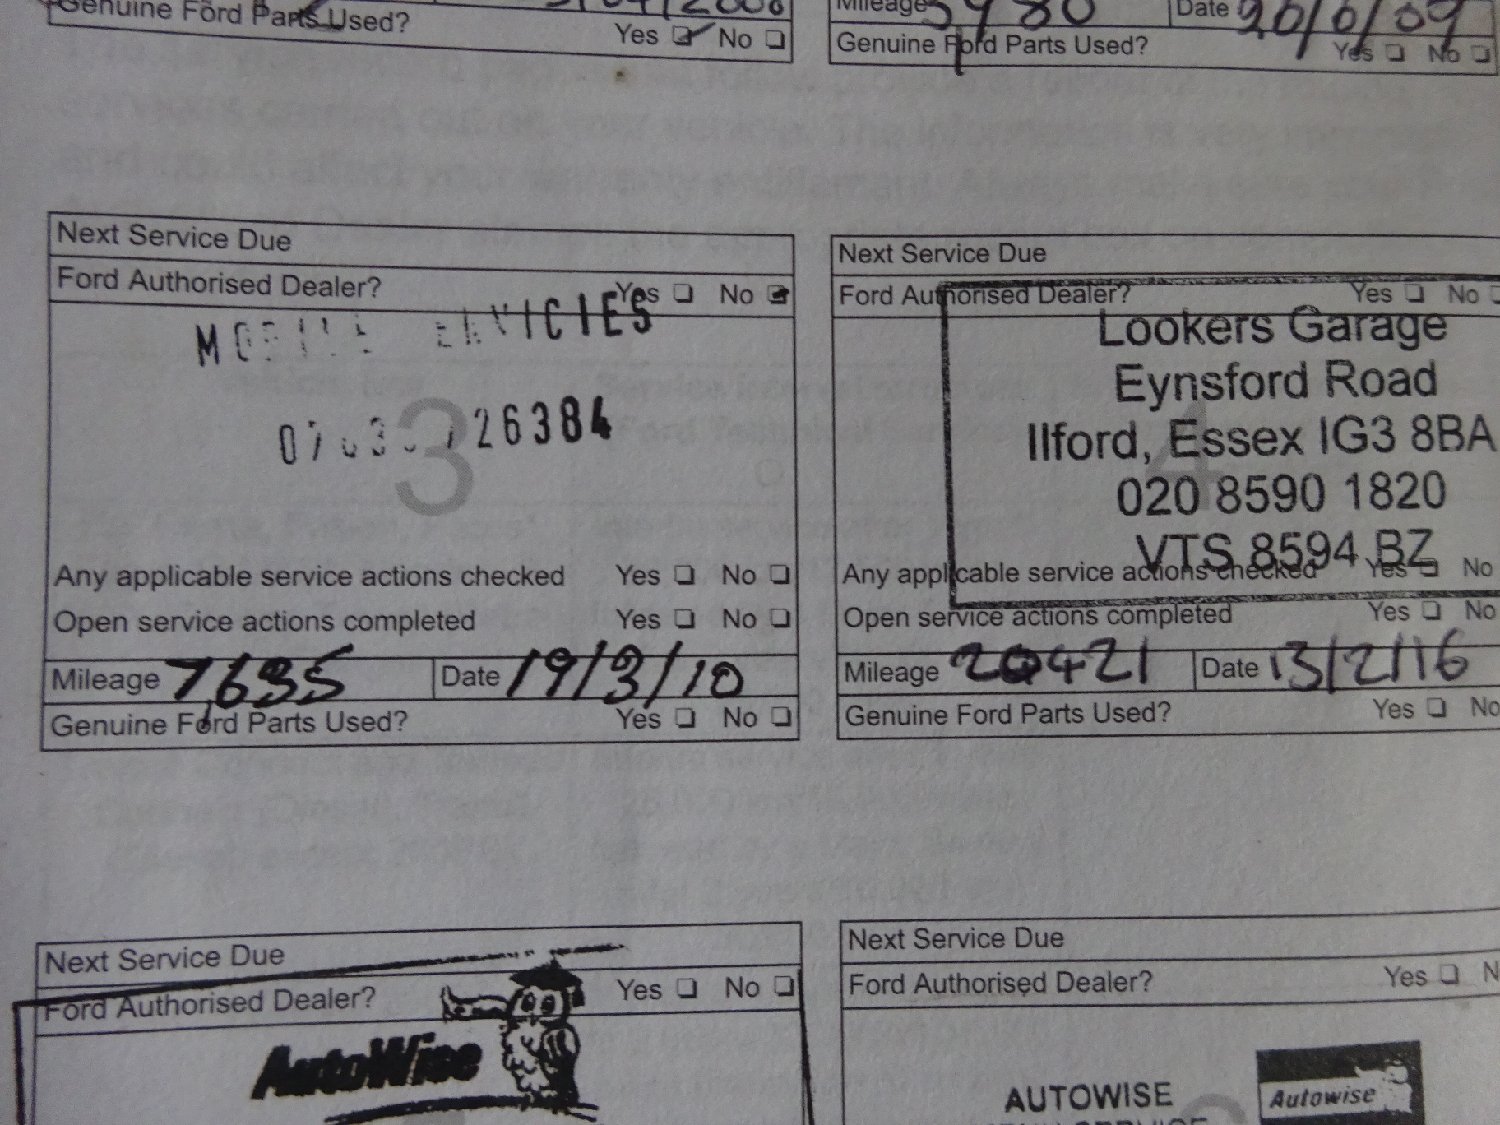 Genuine Ford Parts Used? Yes No
Mileage Date 20/6/09
Genuine Ford Parts Used? Yes No
Next Service Due
Ford Authorised Dealer? Yes No
3
26384
Any applicable service actions checked Yes No
Open service actions completed Yes No
Mileage 7,635 Date 19/3/10
Genuine Ford Parts Used? Yes No
Next Service Due
Ford Authorised Dealer? Yes No
Lookers Garage
Eynsford Road
4
Ilford, Essex IG3 8BA
020 8590 1820
VTS 8594 BZ
Any applicable service actions checked Yes No
Open service actions completed Yes No
Mileage 20421 Date 13/2/16
Genuine Ford Parts Used? Yes No
Next Service Due
Ford Authorised Dealer? Yes No
AutoWise
Next Service Due
Ford Authorised Dealer? Yes
AUTOWISE
Autowise